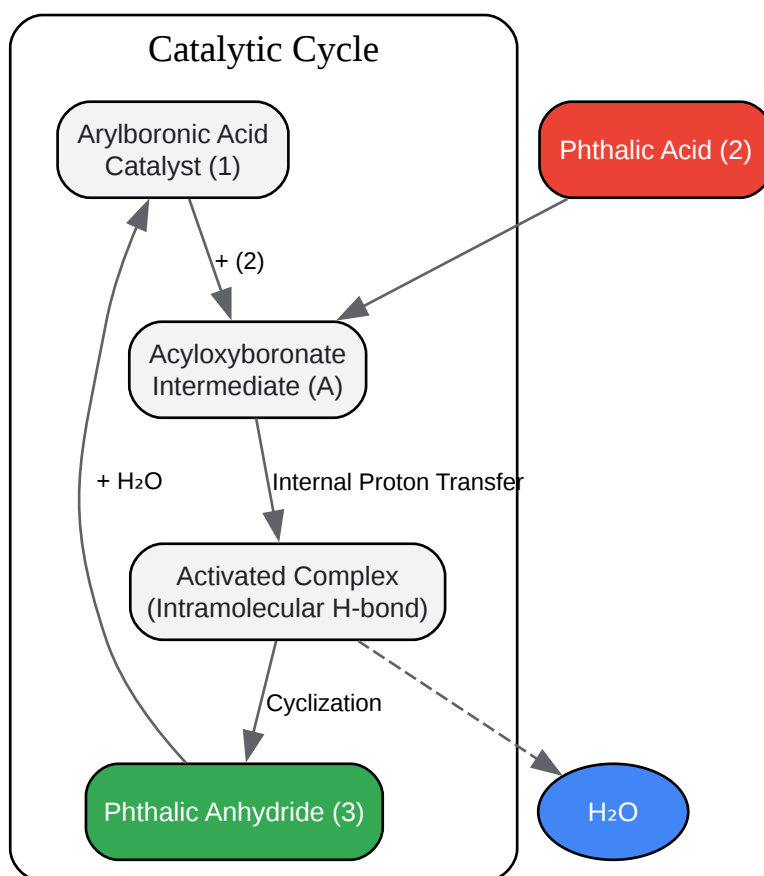 Catalytic Cycle
Arylboronic Acid
Catalyst (1)
Phthalic Acid (2)
+ (2)
Acyloxyboronate
Intermediate (A)
+ H₂O
Internal Proton Transfer
Activated Complex
(Intramolecular H-bond)
Cyclization
Phthalic Anhydride (3)
H₂O